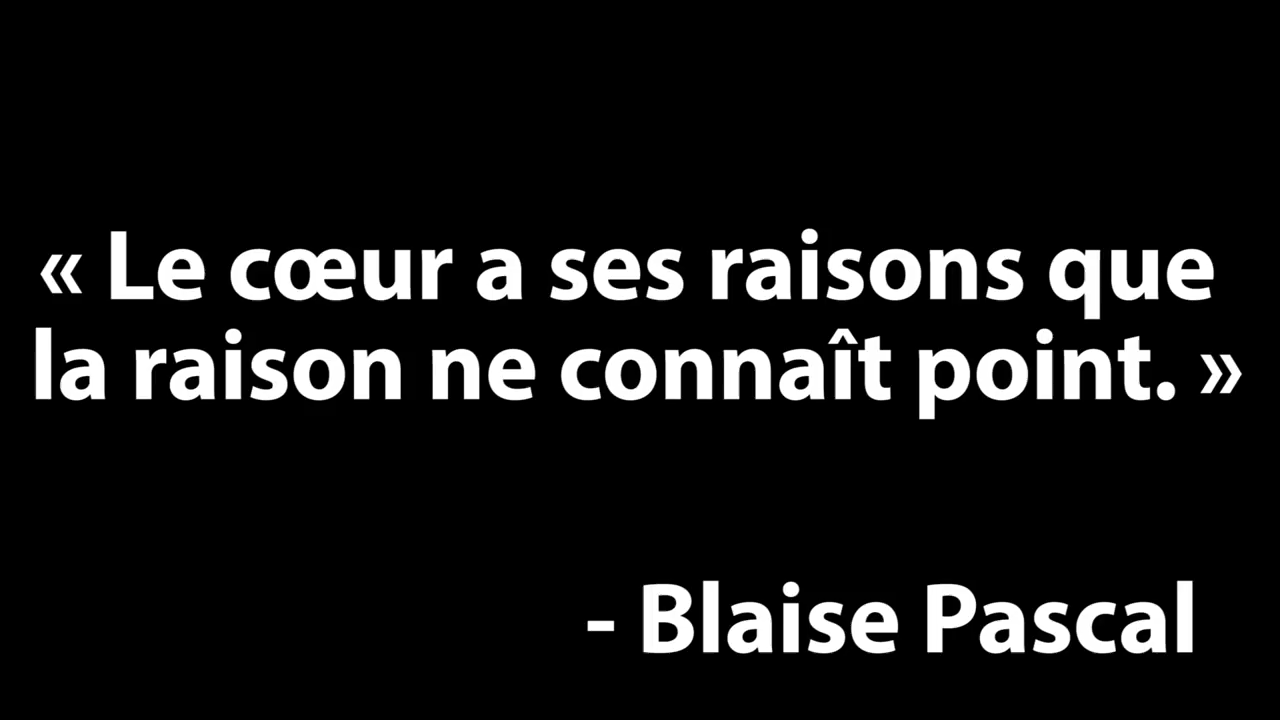 « Le cœur a ses raisons que
la raison ne connaît point. »
- Blaise Pascal